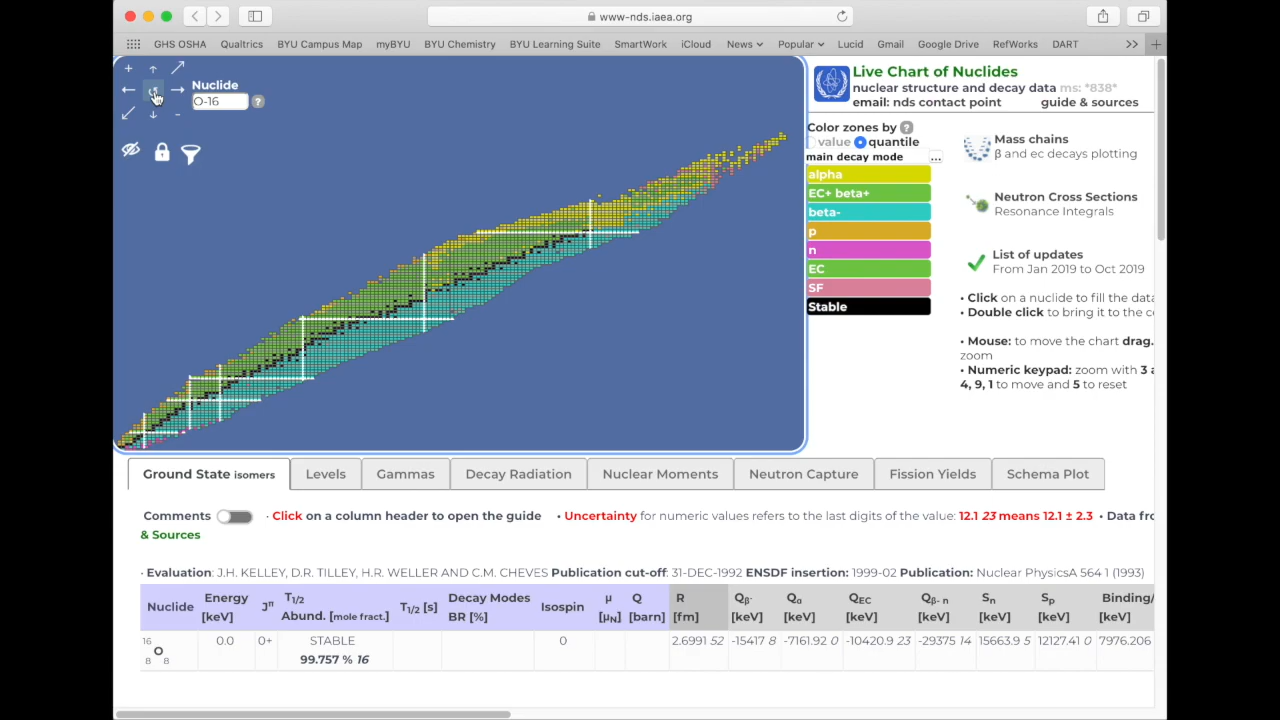 www-nds.iaea.org
GHS OSHA Qualtrics BYU Campus Map myBYU BYU Chemistry BYU Learning Suite SmartWork iCloud News Popular Lucid Gmail Google Drive RefWorks DART
Nuclide
O-16
?
Live Chart of Nuclides
nuclear structure and decay data ms: *838*
email: nds contact point guide & sources
Color zones by ?
value quantile
main decay mode ...
alpha
EC+ beta+
beta-
p
n
EC
SF
Stable
Mass chains
β and ec decays plotting
Neutron Cross Sections
Resonance Integrals
List of updates
From Jan 2019 to Oct 2019
• Click on a nuclide to fill the data
• Double click to bring it to the c
• Mouse: to move the chart drag.
zoom
• Numeric keypad: zoom with 3 a
4, 9, 1 to move and 5 to reset
Ground State isomers Levels Gammas Decay Radiation Nuclear Moments Neutron Capture Fission Yields Schema Plot
Comments • Click on a column header to open the guide • Uncertainty for numeric values refers to the last digits of the value: 12.1 23 means 12.1 ± 2.3 • Data fro
& Sources
• Evaluation: J.H. KELLEY, D.R. TILLEY, H.R. WELLER AND C.M. CHEVES Publication cut-off: 31-DEC-1992 ENSDF insertion: 1999-02 Publication: Nuclear PhysicsA 564 1 (1993)
Nuclide Energy [keV] Jπ T1/2 Abund. [mole fract.] T1/2 [s] Decay Modes BR [%] Isospin μ [μN] Q [barn] R [fm] Qβ- [keV] Qα [keV] QEC [keV] Qβ- n [keV] Sn [keV] Sp [keV] Binding/ [keV]
16 O 8 8 0.0 0+ STABLE 0 2.6991 52 -15417 8 -7161.92 0 -10420.9 23 -29375 14 15663.9 5 12127.41 0 7976.206
99.757 % 16